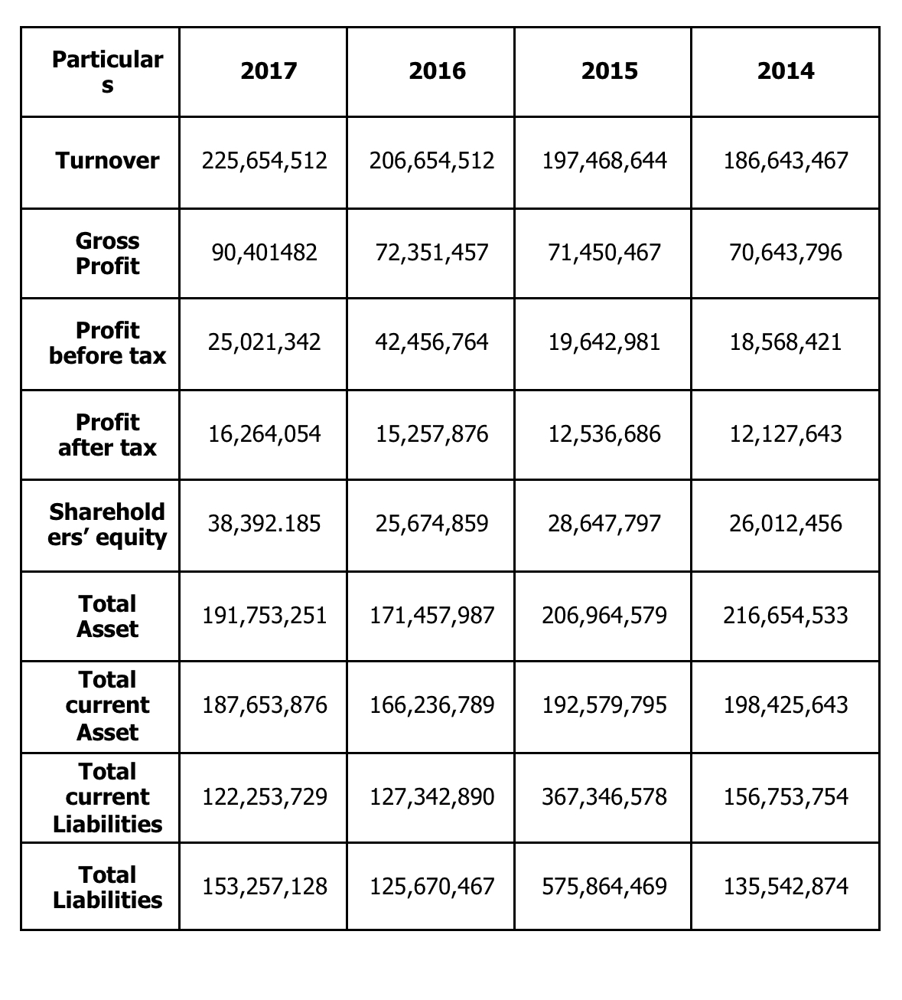 Particular
s
2017
2016
2015
2014
Turnover
225,654,512
206,654,512
197,468,644
186,643,467
Gross
Profit
90,401482
72,351,457
71,450,467
70,643,796
Profit
before tax
25,021,342
42,456,764
19,642,981
18,568,421
Profit
after tax
16,264,054
15,257,876
12,536,686
12,127,643
Sharehold
ers’ equity
38,392.185
25,674,859
28,647,797
26,012,456
Total
Asset
191,753,251
171,457,987
206,964,579
216,654,533
Total
current
Asset
187,653,876
166,236,789
192,579,795
198,425,643
Total
current
Liabilities
122,253,729
127,342,890
367,346,578
156,753,754
Total
Liabilities
153,257,128
125,670,467
575,864,469
135,542,874